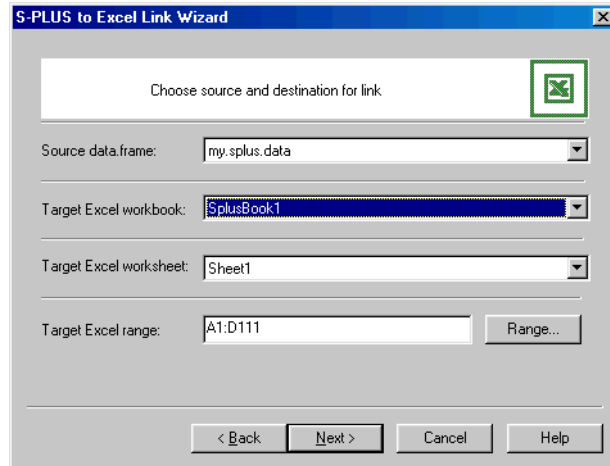 S-PLUS to Excel Link Wizard
Choose source and destination for link
Source data.frame: my.splus.data
Target Excel workbook: SplusBook1
Target Excel worksheet: Sheet1
Target Excel range: A1:D111 Range...
< Back Next > Cancel Help